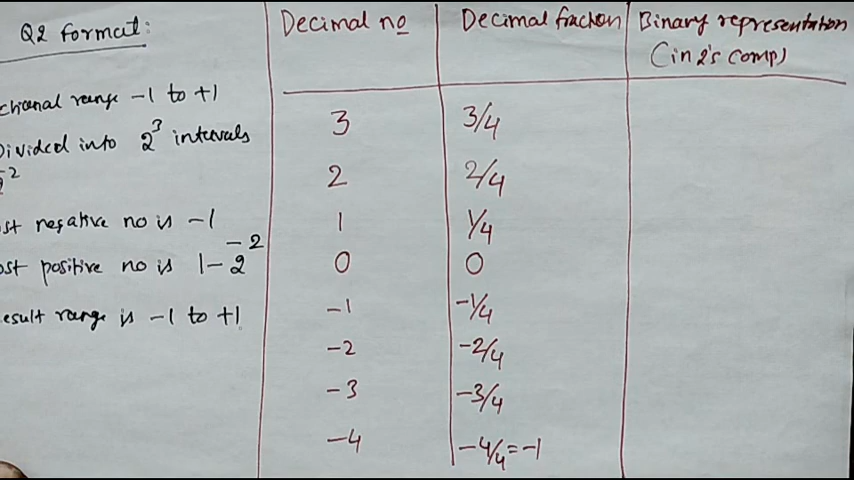 Q2 Format:
Decimal no
Decimal fraction
Binary representation
(in 2's comp)
range -1 to +1
Divided into 2^3 intervals
-2
negative no is -1
positive no is 1-2^-2
range is -1 to +1
3 3/4
2 2/4
1 1/4
0 0
-1 -1/4
-2 -2/4
-3 -3/4
-4 -4/4=-1